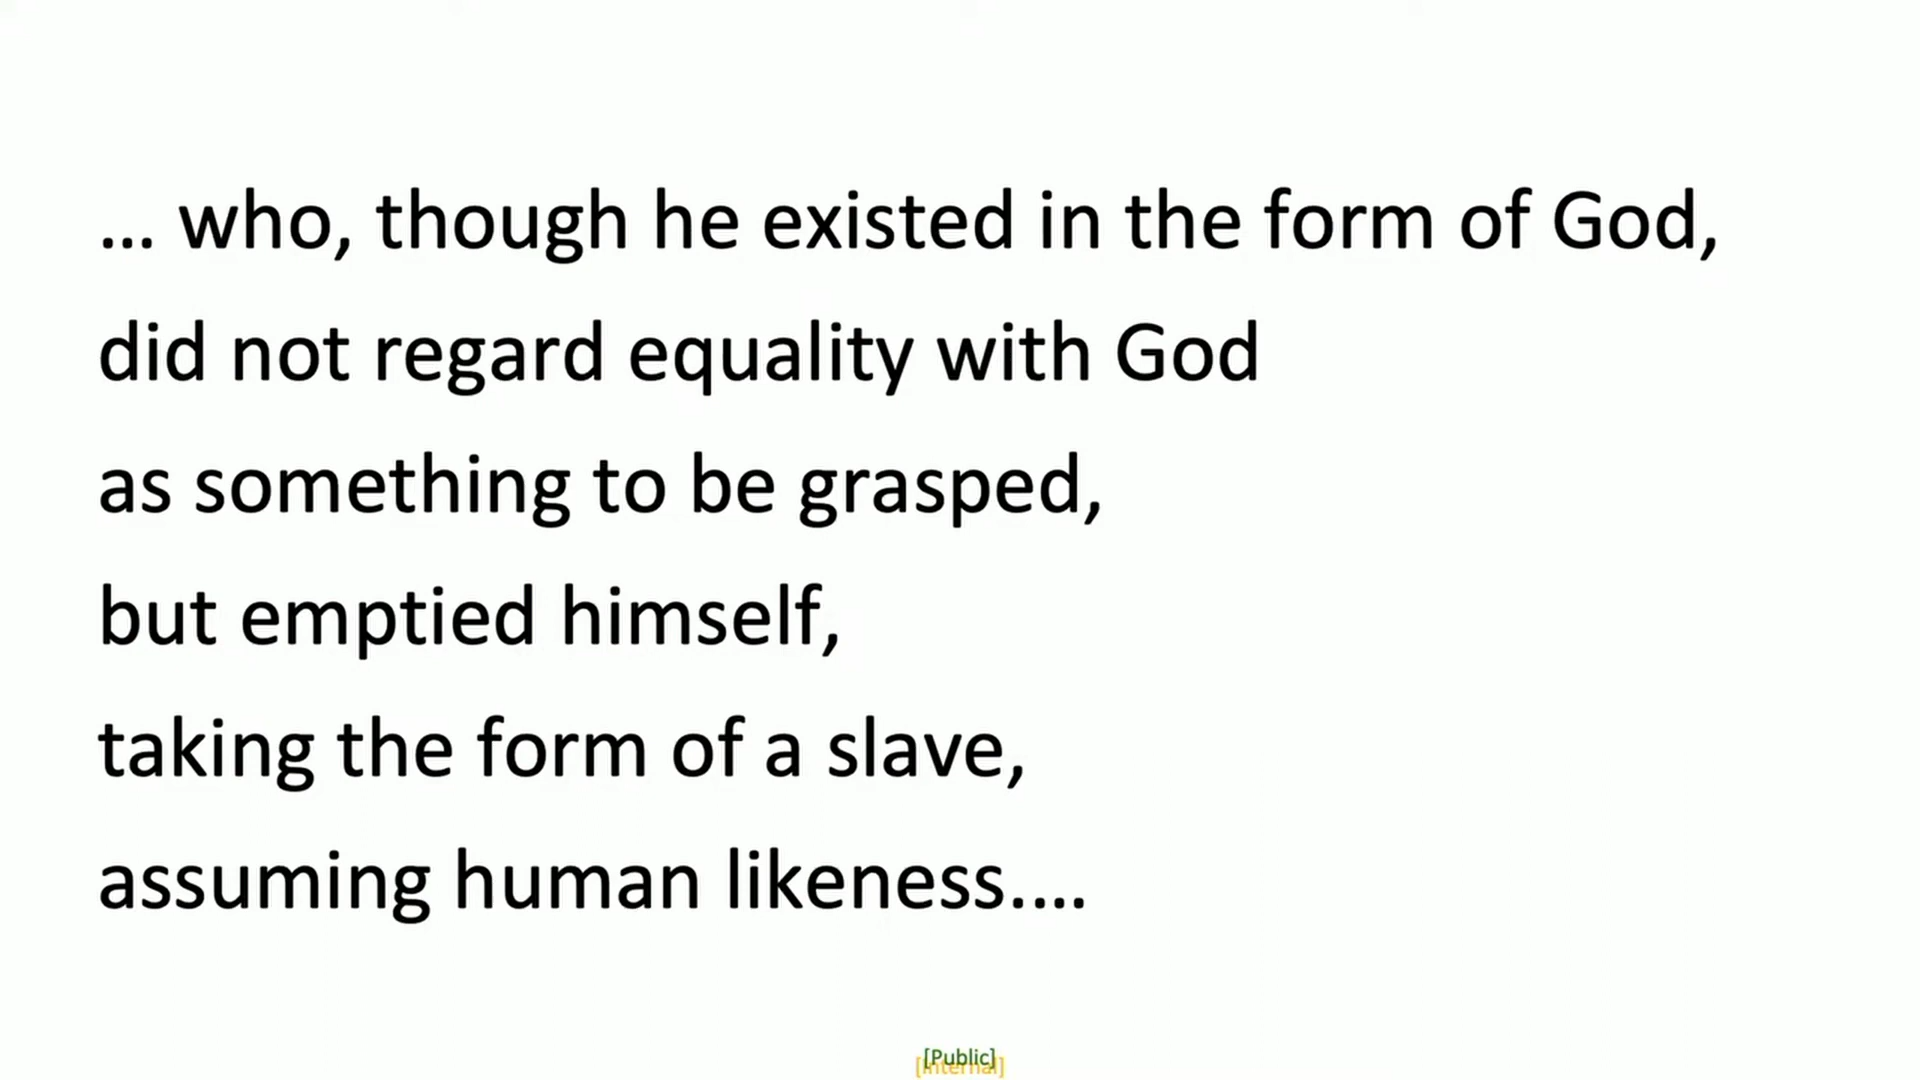 ... who, though he existed in the form of God,
did not regard equality with God
as something to be grasped,
but emptied himself,
taking the form of a slave,
assuming human likeness....
[Public]
[Internal]